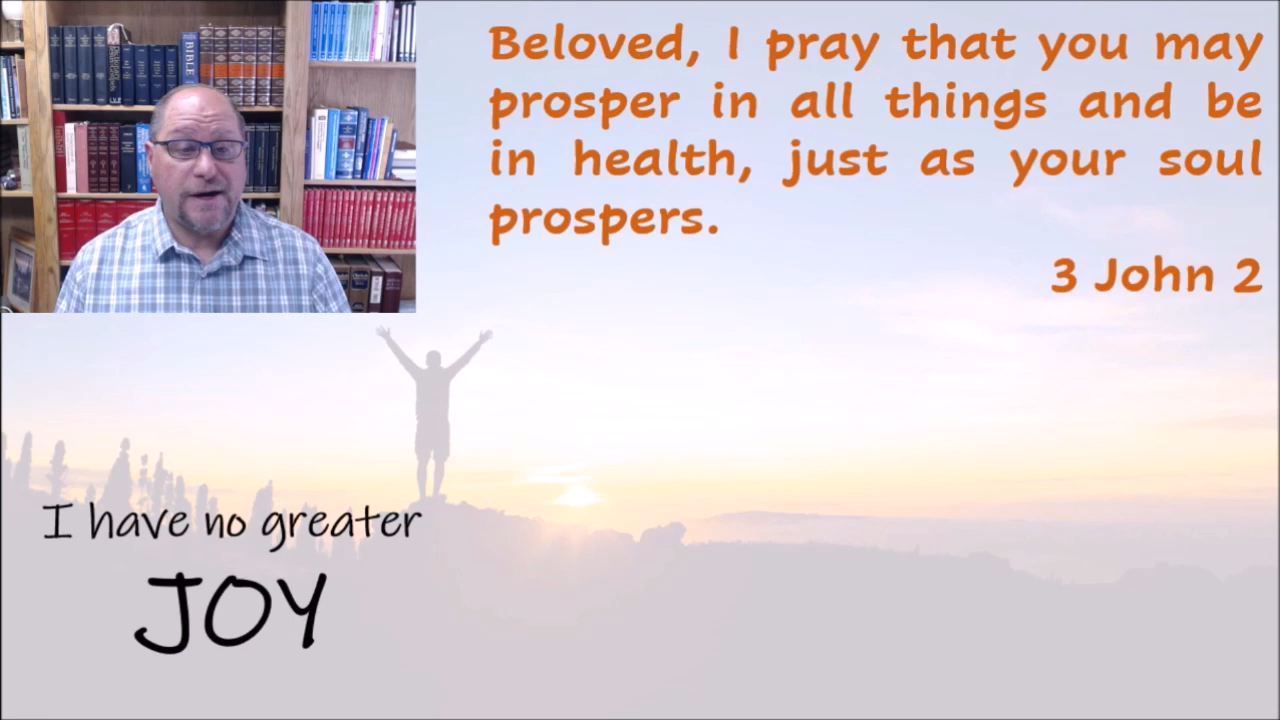 Beloved, I pray that you may
prosper in all things and be
in health, just as your soul
prospers.
3 John 2
BIBLE
I have no greater
JOY